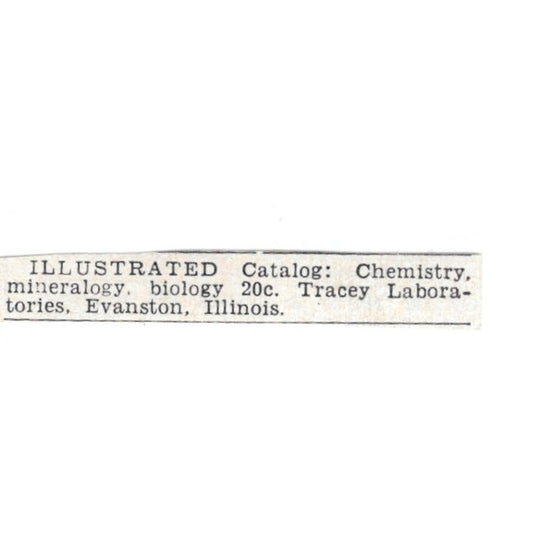 ILLUSTRATED Catalog: Chemistry,
mineralogy, biology 20c. Tracey Labora-
tories, Evanston, Illinois.